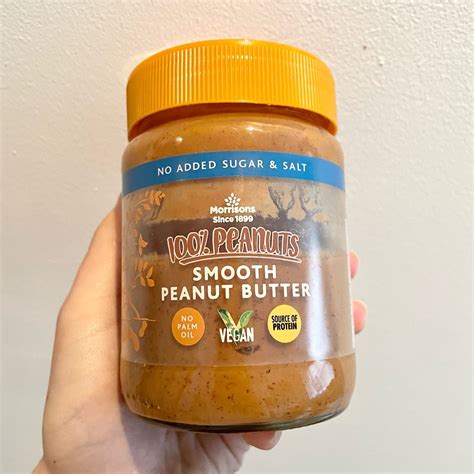 NO ADDED SUGAR & SALT
Morrisons
Since 1899
100% PEANUTS
SMOOTH
PEANUT BUTTER
NO
PALM
OIL
VEGAN
SOURCE OF
PROTEIN